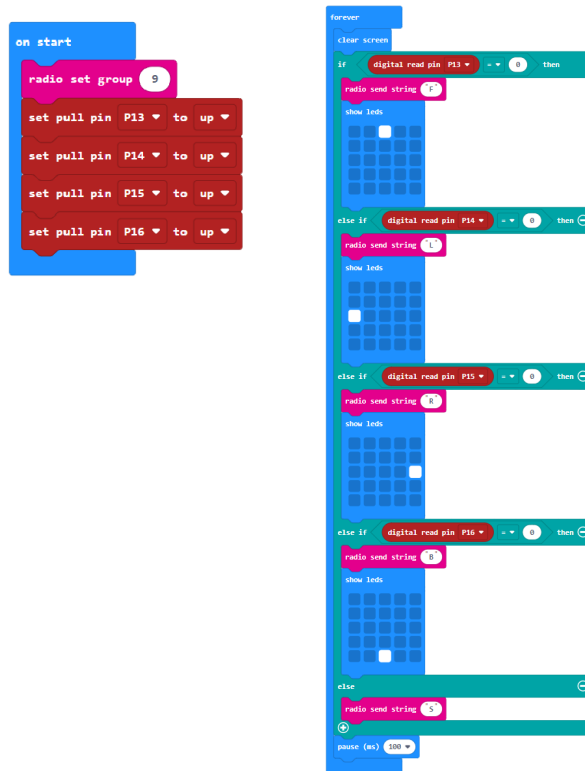 on start
radio set group 9
set pull pin P13 to up
set pull pin P14 to up
set pull pin P15 to up
set pull pin P16 to up
forever
clear screen
if digital read pin P13 = 0 then
radio send string "F"
show leds
else if digital read pin P14 = 0 then
radio send string "L"
show leds
else if digital read pin P15 = 0 then
radio send string "R"
show leds
else if digital read pin P16 = 0 then
radio send string "B"
show leds
else
radio send string "S"
pause (ms) 100